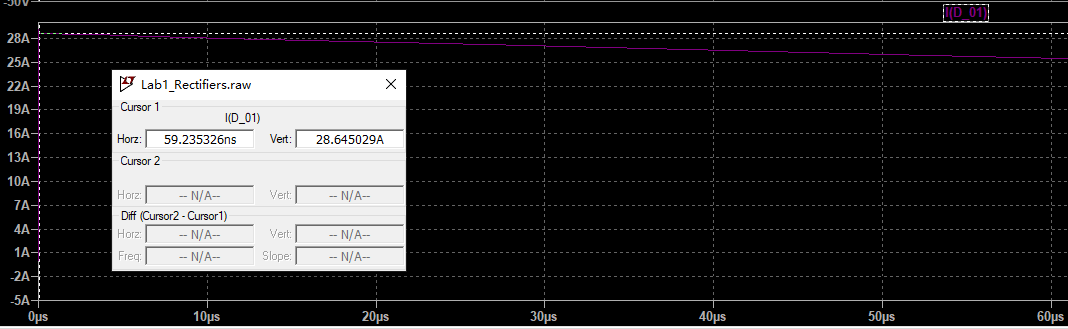 -50V
I(D_01)
28A
25A
22A
19A
16A
13A
10A
7A
4A
1A
-2A
-5A
0µs 10µs 20µs 30µs 40µs 50µs 60µs
Lab1_Rectifiers.raw
Cursor 1
I(D_01)
Horz: 59.235326ns Vert: 28.645029A
Cursor 2
Horz: -- N/A-- Vert: -- N/A--
Diff (Cursor2 - Cursor1)
Horz: -- N/A-- Vert: -- N/A--
Freq: -- N/A-- Slope: -- N/A--